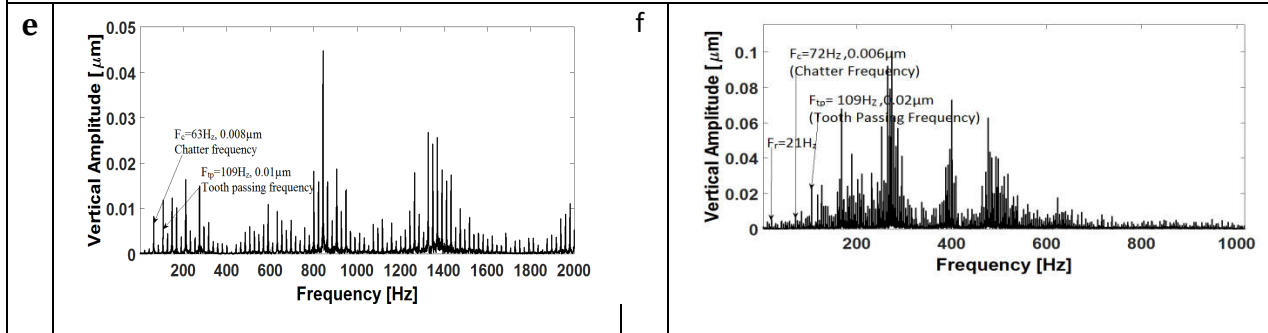 e
0.05
0.04
0.03
0.02
0.01
0
Vertical Amplitude [μm]
F꜀=63Hz, 0.008μm
Chatter frequency
Fₜₚ=109Hz, 0.01μm
Tooth passing frequency
200 400 600 800 1000 1200 1400 1600 1800 2000
Frequency [Hz]
f
0.1
0.08
0.06
0.04
0.02
0
Vertical Amplitude [μm]
F꜀=72Hz ,0.006μm
(Chatter Frequency)
Fₜₚ= 109Hz ,0.02μm
(Tooth Passing Frequency)
Fᵣ=21Hz
200 400 600 800 1000
Frequency [Hz]